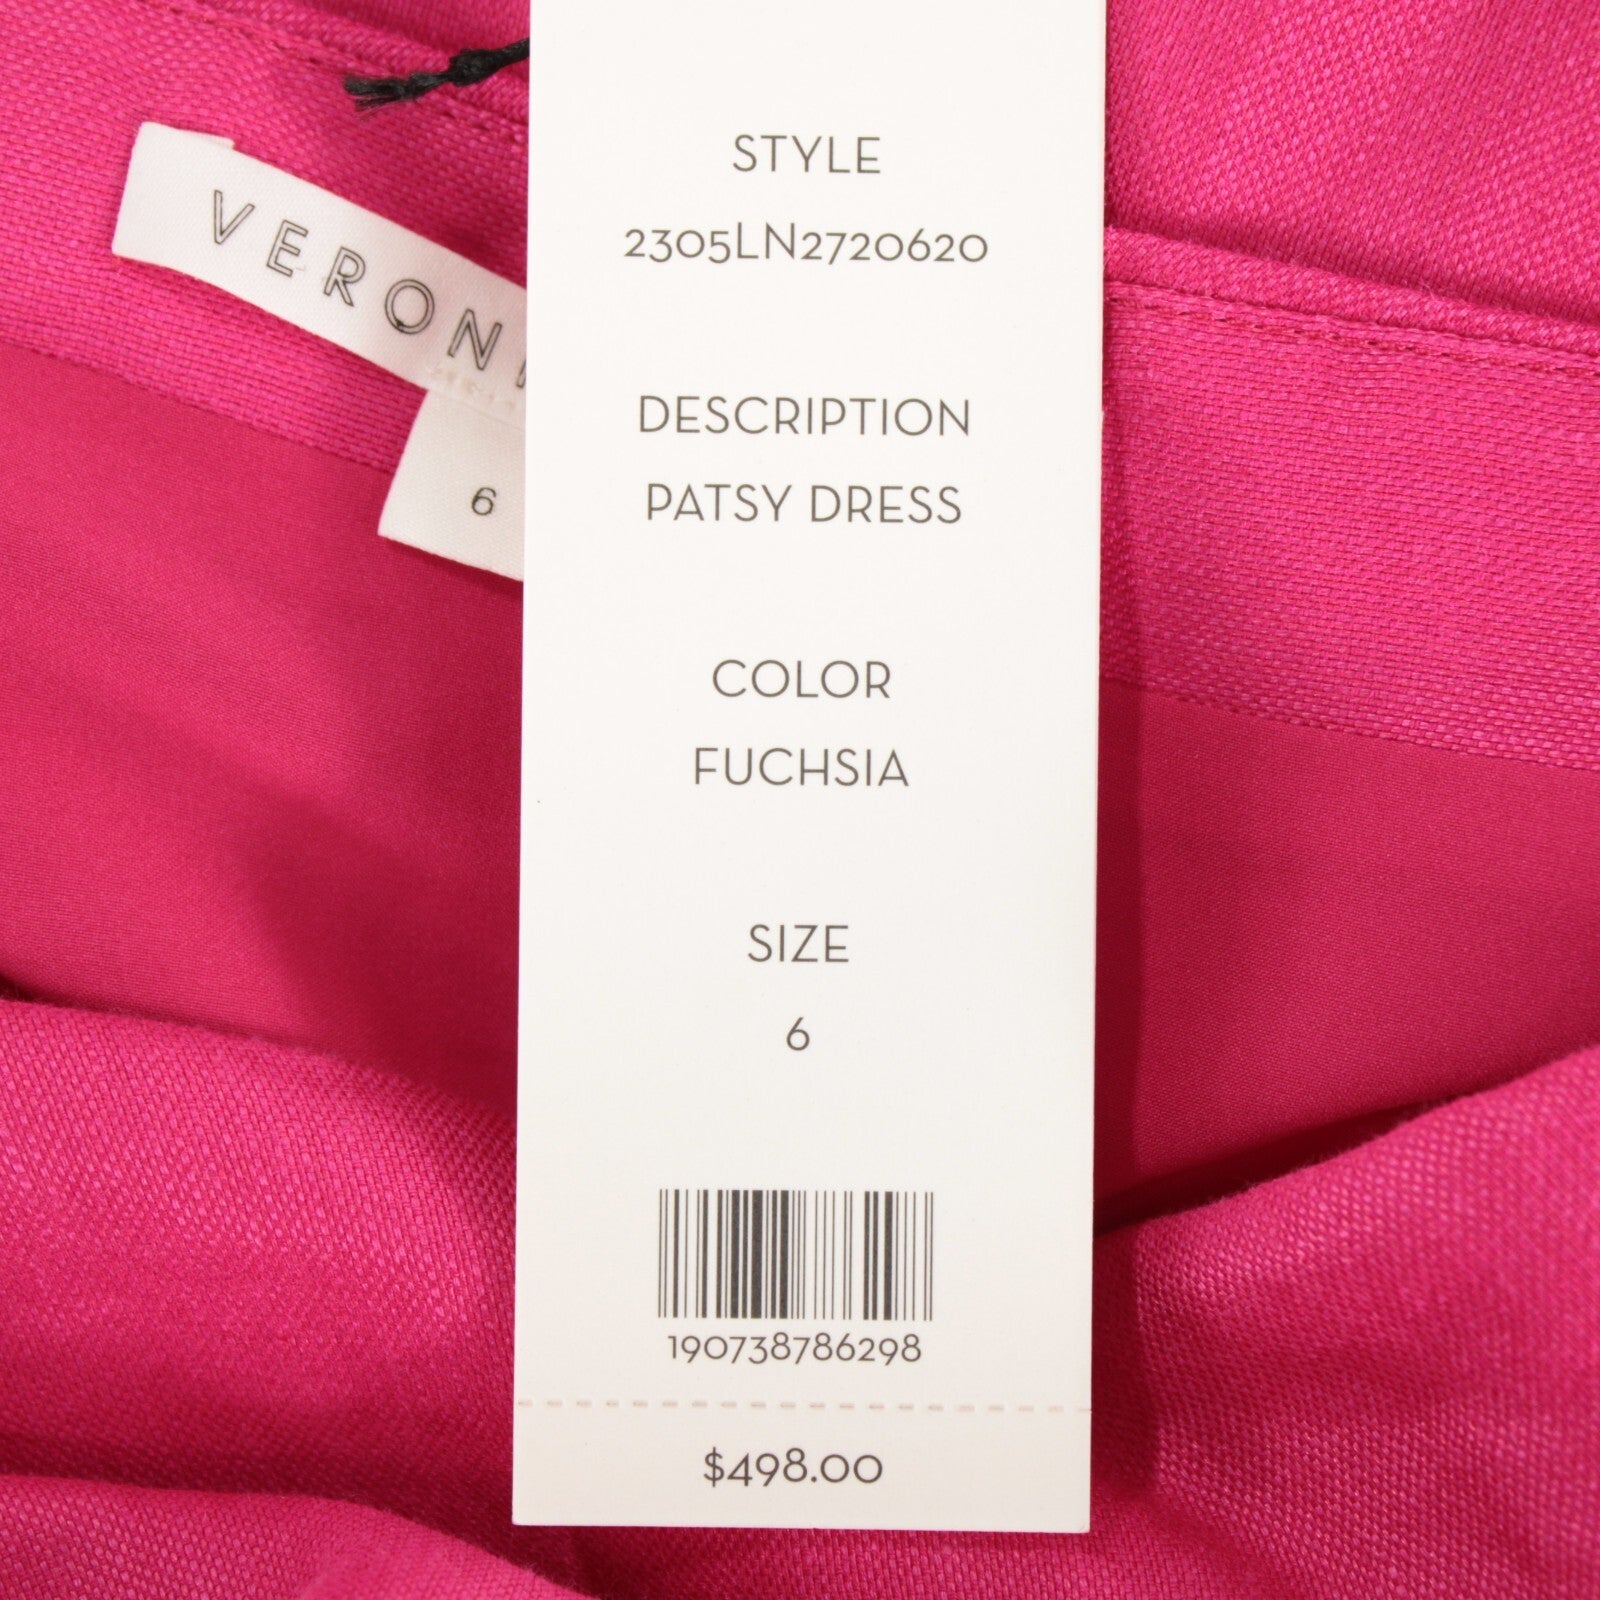 VERONI
6
STYLE
2305LN2720620
DESCRIPTION
PATSY DRESS
COLOR
FUCHSIA
SIZE
6
190738786298
$498.00